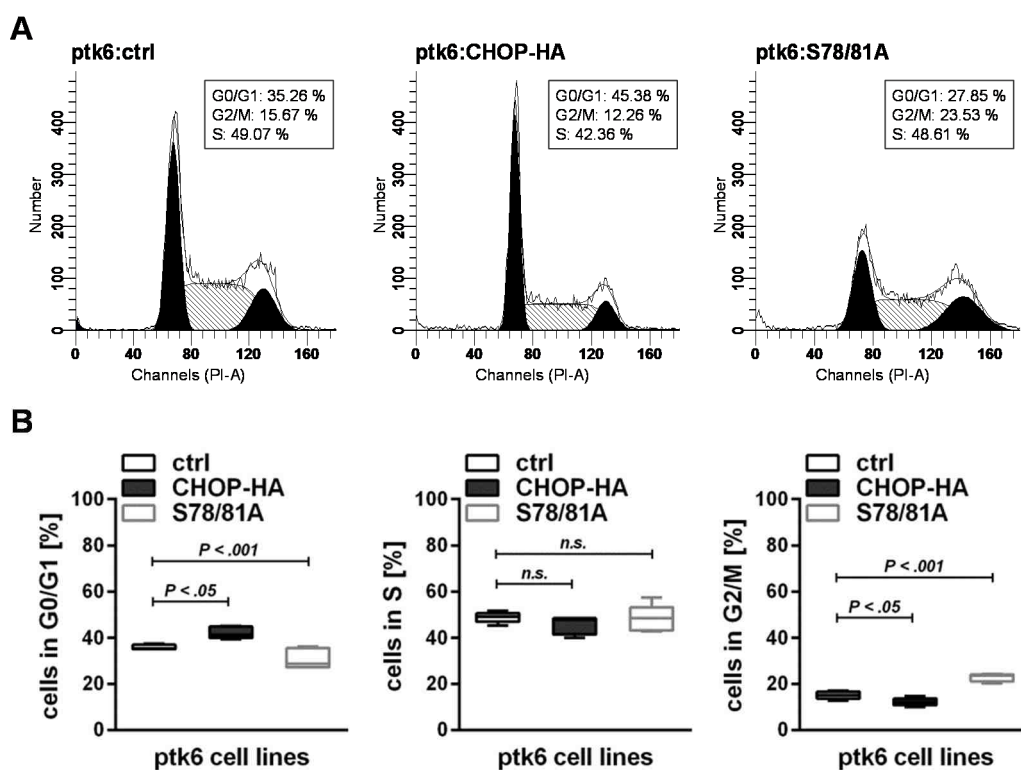 A
ptk6:ctrl
ptk6:CHOP-HA
ptk6:S78/81A
G0/G1: 35.26 %
G2/M: 15.67 %
S: 49.07 %
G0/G1: 45.38 %
G2/M: 12.26 %
S: 42.36 %
G0/G1: 27.85 %
G2/M: 23.53 %
S: 48.61 %
Number
400
300
200
100
0
0 40 80 120 160
Channels (PI-A)
Number
400
300
200
100
0
0 40 80 120 160
Channels (PI-A)
Number
400
300
200
100
0
0 40 80 120 160
Channels (PI-A)
B
ctrl
CHOP-HA
S78/81A
cells in G0/G1 [%]
100
80
60
40
20
0
P < .001
P < .05
ptk6 cell lines
ctrl
CHOP-HA
S78/81A
cells in S [%]
100
80
60
40
20
0
n.s.
n.s.
ptk6 cell lines
ctrl
CHOP-HA
S78/81A
cells in G2/M [%]
100
80
60
40
20
0
P < .001
P < .05
ptk6 cell lines